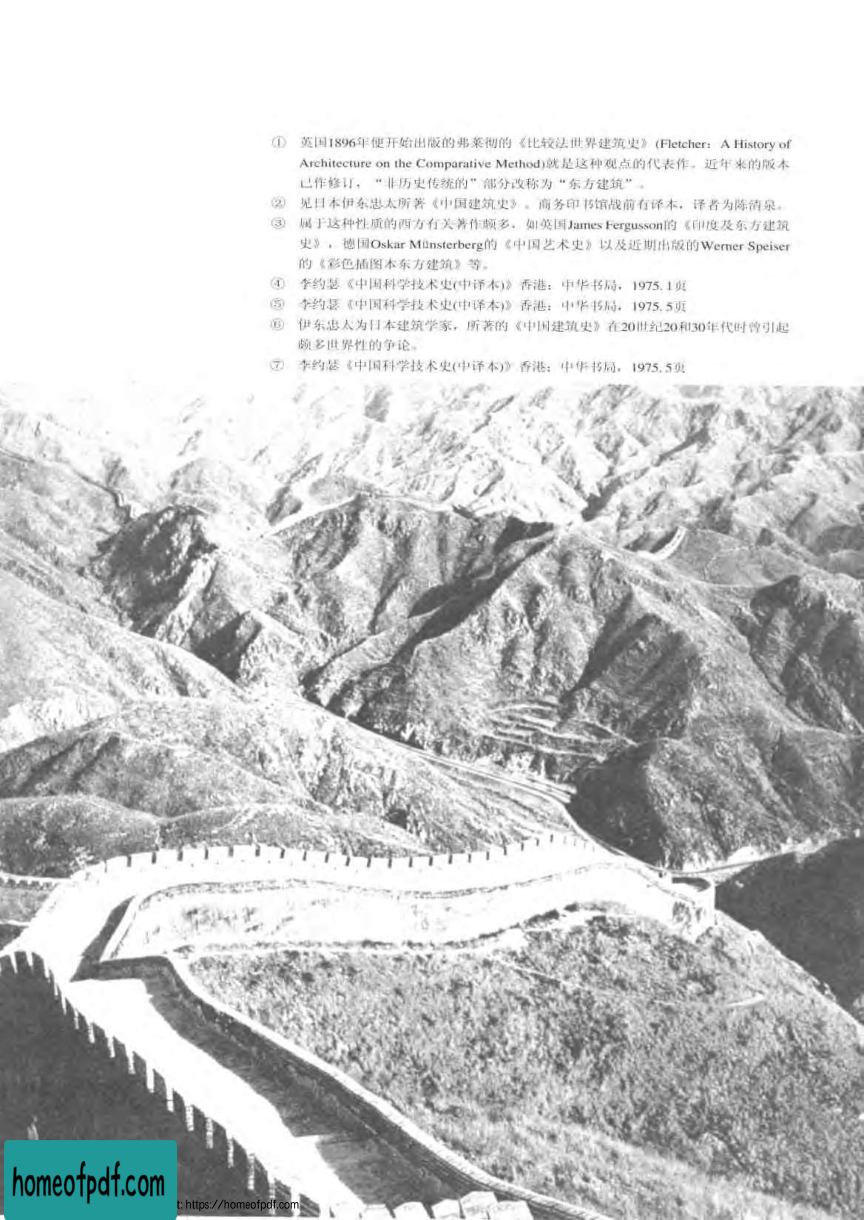 ① 英国1896年便开始出版的弗莱彻的《比较法世界建筑史》(Fletcher: A History of
Architecture on the Comparative Method)就是这种观点的代表作。近年来的版本
已作修订，“非历史传统的”部分改称为“东方建筑”。
② 见日本伊东忠太所著《中国建筑史》。商务印书馆战前有译本，译者为陈清泉。
③ 属于这种性质的西方有关著作颇多，如英国James Fergusson的《印度及东方建筑
史》，德国Oskar Münsterberg的《中国艺术史》以及近期出版的Werner Speiser
的《彩色插图本东方建筑》等。
④ 李约瑟《中国科学技术史(中译本)》香港：中华书局，1975. 1页
⑤ 李约瑟《中国科学技术史(中译本)》香港：中华书局，1975. 5页
⑥ 伊东忠太为日本建筑学家，所著的《中国建筑史》在20世纪20和30年代时曾引起
颇多世界性的争论。
⑦ 李约瑟《中国科学技术史(中译本)》香港：中华书局，1975. 5页
homeofpdf.com
: https://homeofpdf.com